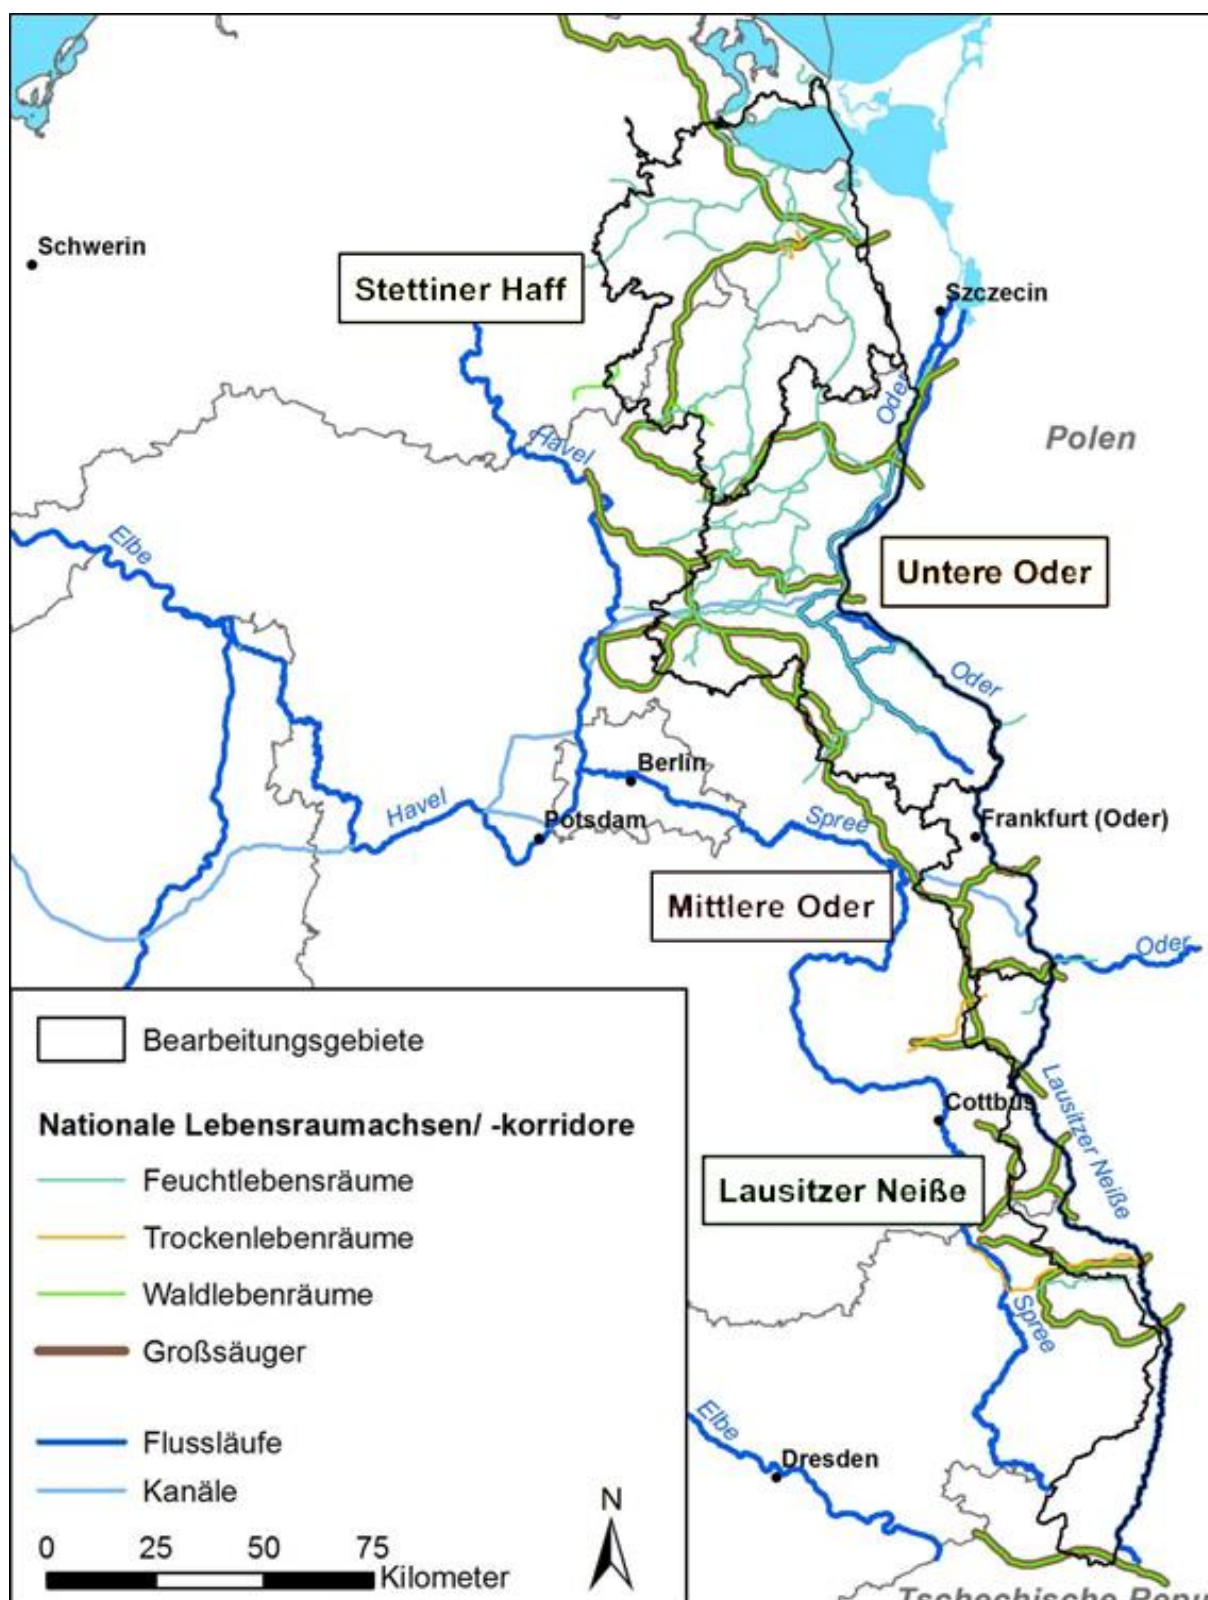 Schwerin
Stettiner Haff
Szczecin
Oder
Polen
Havel
Elbe
Untere Oder
Oder
Berlin
Havel
Potsdam
Spree
Frankfurt (Oder)
Mittlere Oder
Oder
Bearbeitungsgebiete
Nationale Lebensraumachsen/ -korridore
Feuchtlebensräume
Trockenlebenräume
Waldlebenräume
Großsäuger
Flussläufe
Kanäle
0 25 50 75
Kilometer
N
Cottbus
Lausitzer Neiße
Lausitzer Neiße
Spree
Elbe
Dresden
Tschechische Repu